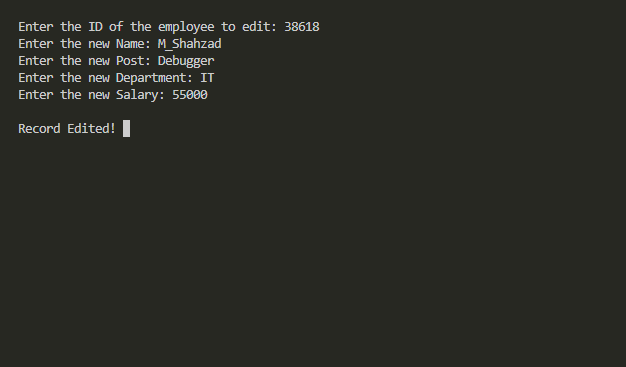 Enter the ID of the employee to edit: 38618
Enter the new Name: M_Shahzad
Enter the new Post: Debugger
Enter the new Department: IT
Enter the new Salary: 55000
Record Edited!